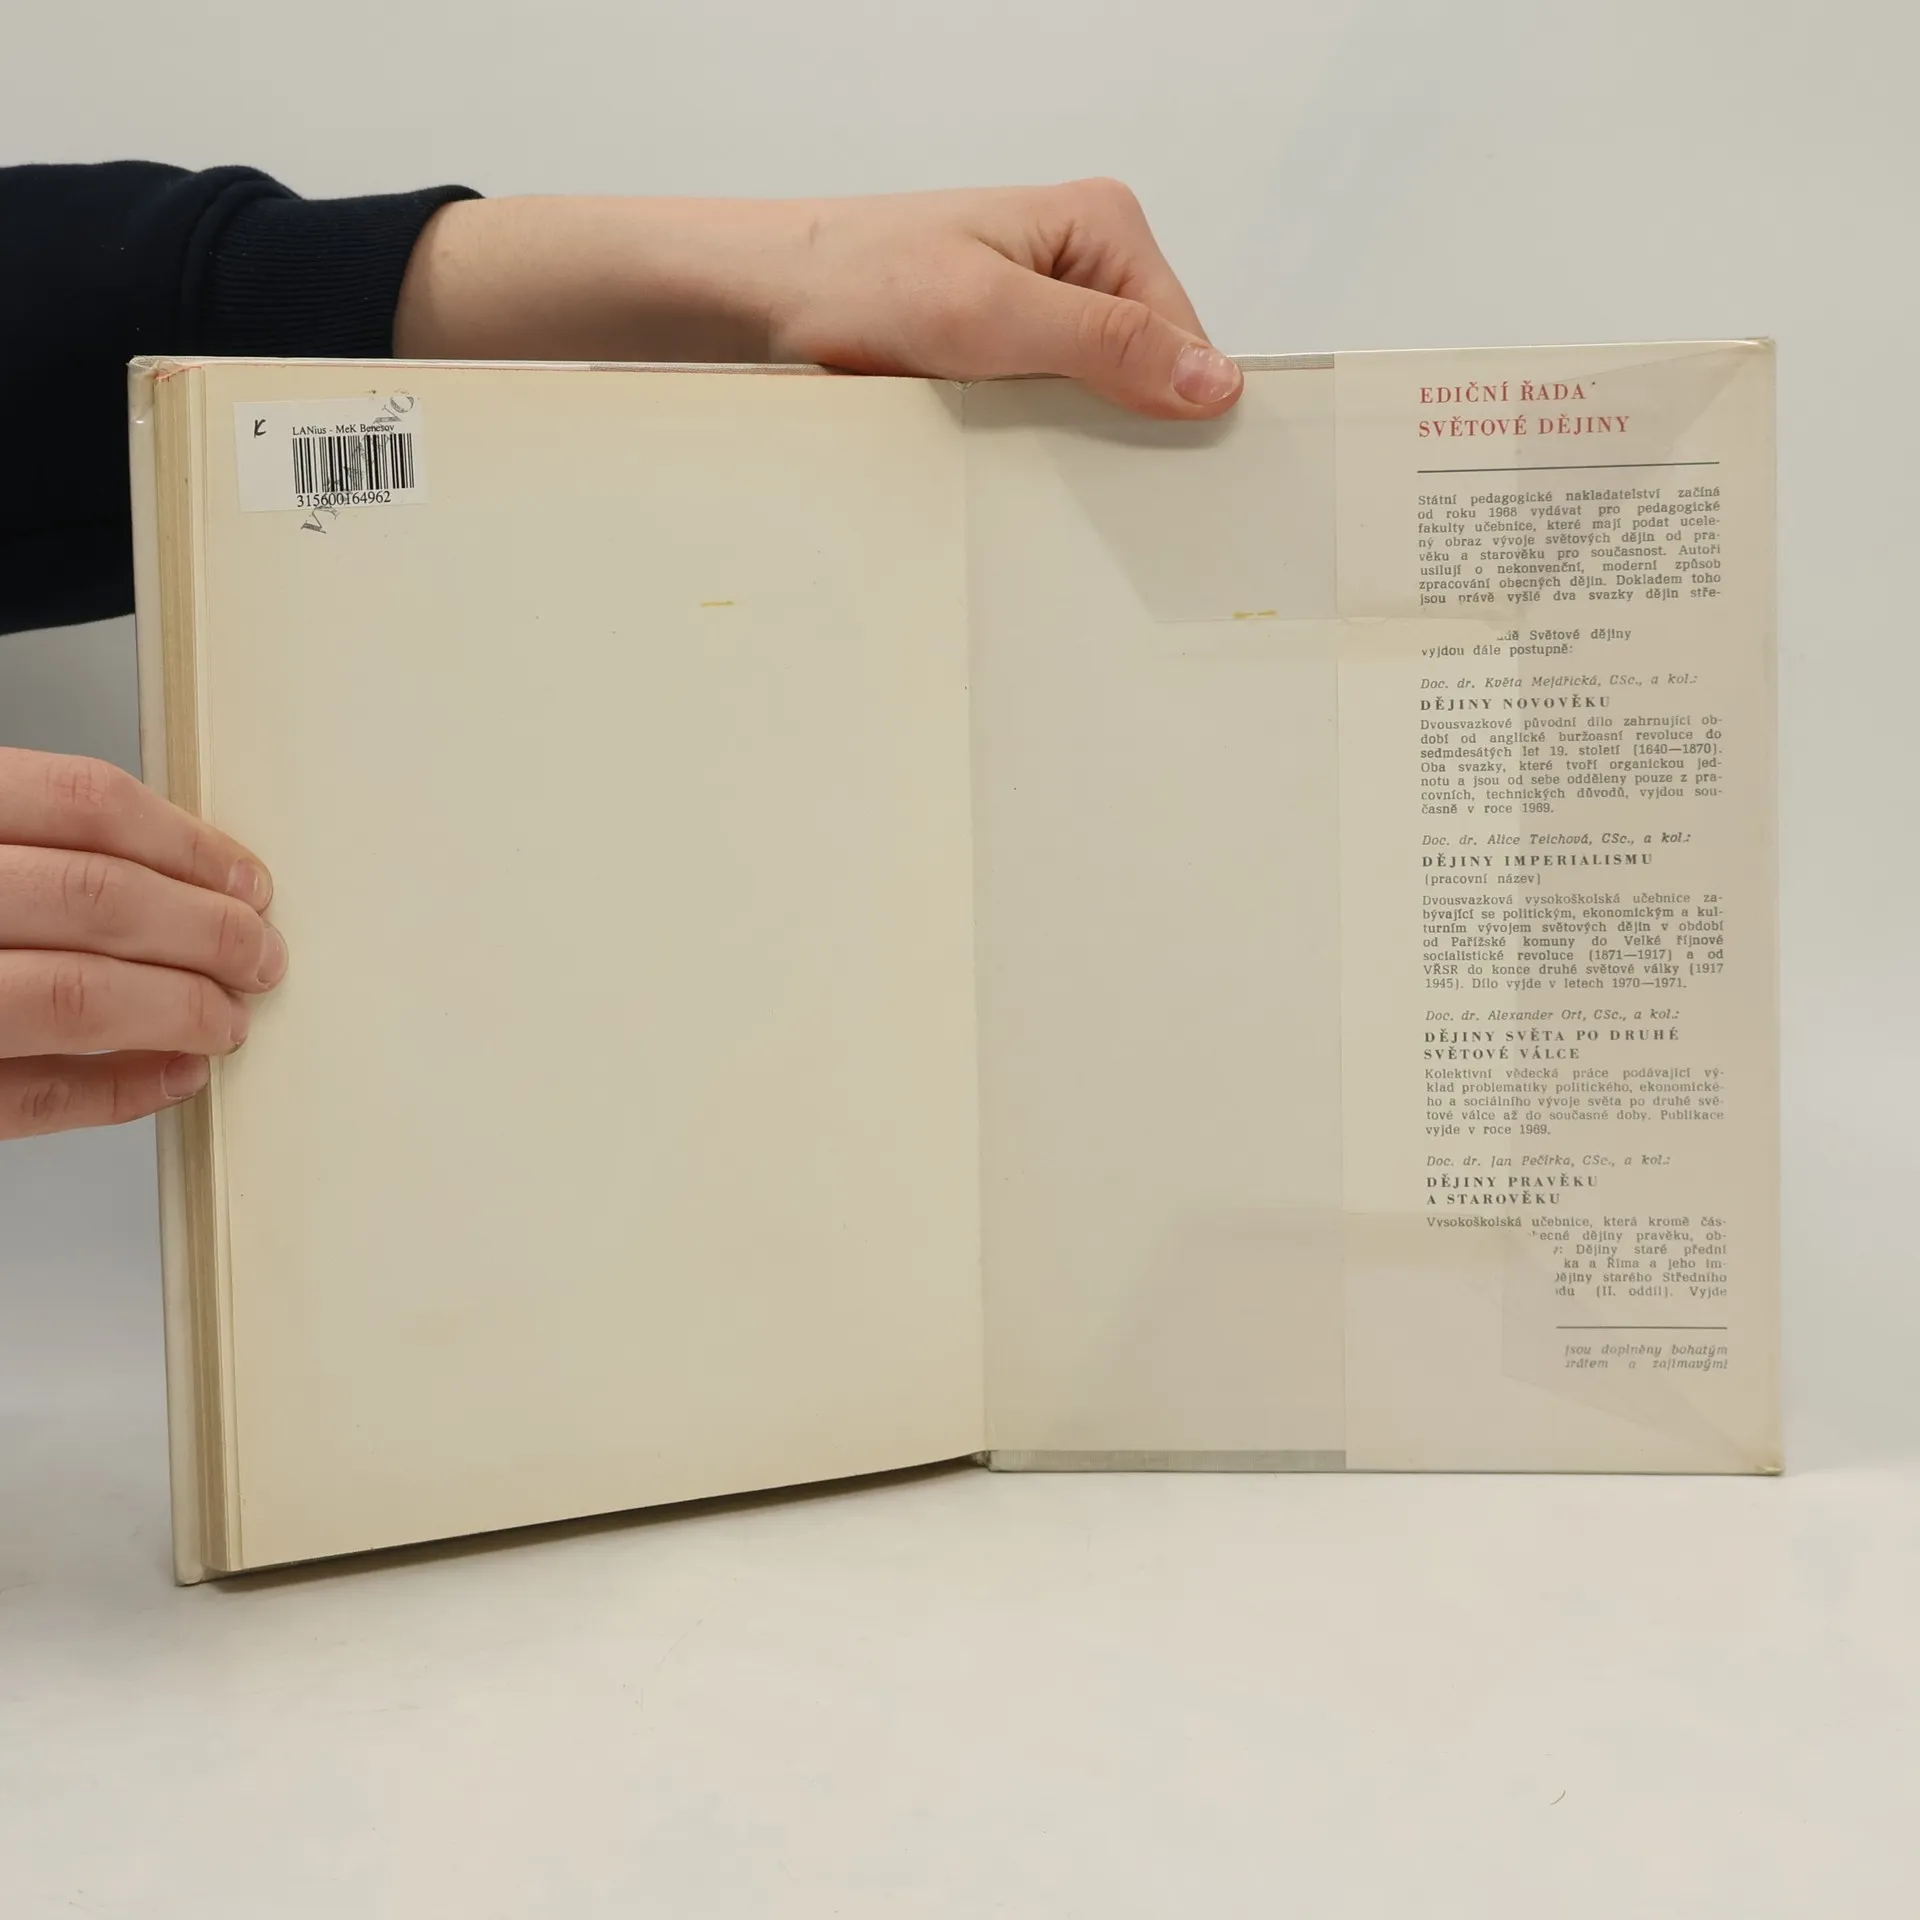 K
LANius - MeK Benesov
315600164962
EDIČNÍ ŘADA
SVĚTOVÉ DĚJINY
Státní pedagogické nakladatelství začíná
od roku 1968 vydávat pro pedagogické
fakulty učebnice, které mají podat ucele-
ný obraz vývoje světových dějin od pra-
věku a starověku pro současnost. Autoři
usilují o nekonvenční, moderní způsob
zpracování obecných dějin. Dokladem toho
jsou právě vyšlé dva svazky dějin stře-
Světové dějiny
vyjdou dále postupně:
Doc. dr. Květa Mejdřická, CSc., a kol.:
DĚJINY NOVOVĚKU
Dvousvazkové původní dílo zahrnující ob-
dobí od anglické buržoasní revoluce do
sedmdesátých let 19. století (1640—1870).
Oba svazky, které tvoří organickou jed-
notu a jsou od sebe odděleny pouze z pra-
covních, technických důvodů, vyjdou sou-
časně v roce 1969.
Doc. dr. Alice Teichová, CSc., a kol.:
DĚJINY IMPERIALISMU
(pracovní název)
Dvousvazková vysokoškolská učebnice za-
bývající se politickým, ekonomickým a kul-
turním vývojem světových dějin v období
od Pařížské komuny do Velké říjnové
socialistické revoluce (1871—1917) a od
VŘSR do konce druhé světové války (1917
1945). Dílo vyjde v letech 1970—1971.
Doc. dr. Alexander Ort, CSc., a kol.:
DĚJINY SVĚTA PO DRUHÉ
SVĚTOVÉ VÁLCE
Kolektivní vědecká práce podávající vý-
klad problematiky politického, ekonomické-
ho a sociálního vývoje světa po druhé svě-
tové válce až do současné doby. Publikace
vyjde v roce 1969.
Doc. dr. Jan Pečírka, CSc., a kol.:
DĚJINY PRAVĚKU
A STAROVĚKU
Vysokoškolská učebnice, která kromě čás-
ecné dějiny pravěku, ob-
: Dějiny staré přední
ka a Říma a jeho im-
ějiny starého Středního
du (II. oddíl). Vyjde
jsou doplněny bohatým
a zajímavými